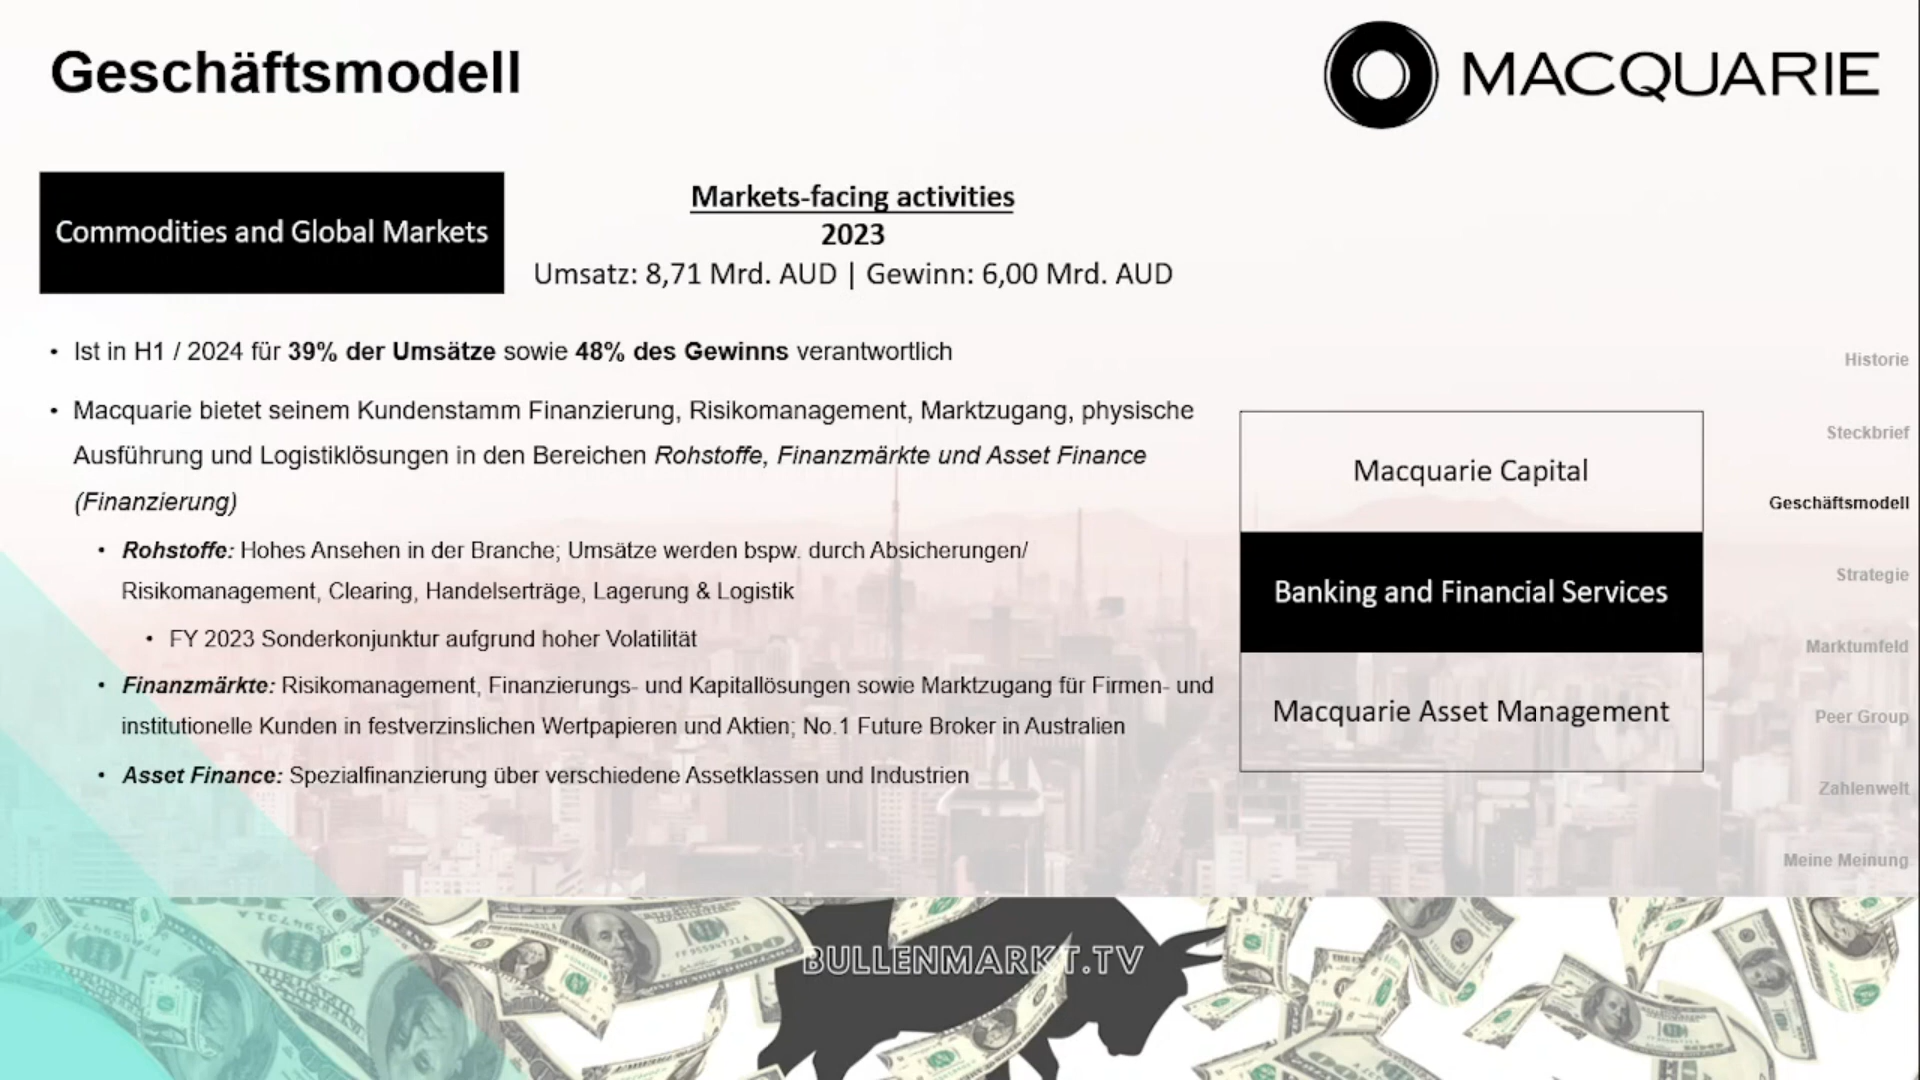 Geschäftsmodell
MACQUARIE
Commodities and Global Markets
Markets-facing activities
2023
Umsatz: 8,71 Mrd. AUD | Gewinn: 6,00 Mrd. AUD
• Ist in H1 / 2024 für 39% der Umsätze sowie 48% des Gewinns verantwortlich
• Macquarie bietet seinem Kundenstamm Finanzierung, Risikomanagement, Marktzugang, physische
Ausführung und Logistiklösungen in den Bereichen Rohstoffe, Finanzmärkte und Asset Finance
(Finanzierung)
• Rohstoffe: Hohes Ansehen in der Branche; Umsätze werden bspw. durch Absicherungen/
Risikomanagement, Clearing, Handelserträge, Lagerung & Logistik
• FY 2023 Sonderkonjunktur aufgrund hoher Volatilität
• Finanzmärkte: Risikomanagement, Finanzierungs- und Kapitallösungen sowie Marktzugang für Firmen- und
institutionelle Kunden in festverzinslichen Wertpapieren und Aktien; No.1 Future Broker in Australien
• Asset Finance: Spezialfinanzierung über verschiedene Assetklassen und Industrien
Macquarie Capital
Banking and Financial Services
Macquarie Asset Management
Historie
Steckbrief
Geschäftsmodell
Strategie
Marktumfeld
Peer Group
Zahlenwelt
Meine Meinung
BULLENMARKT.TV